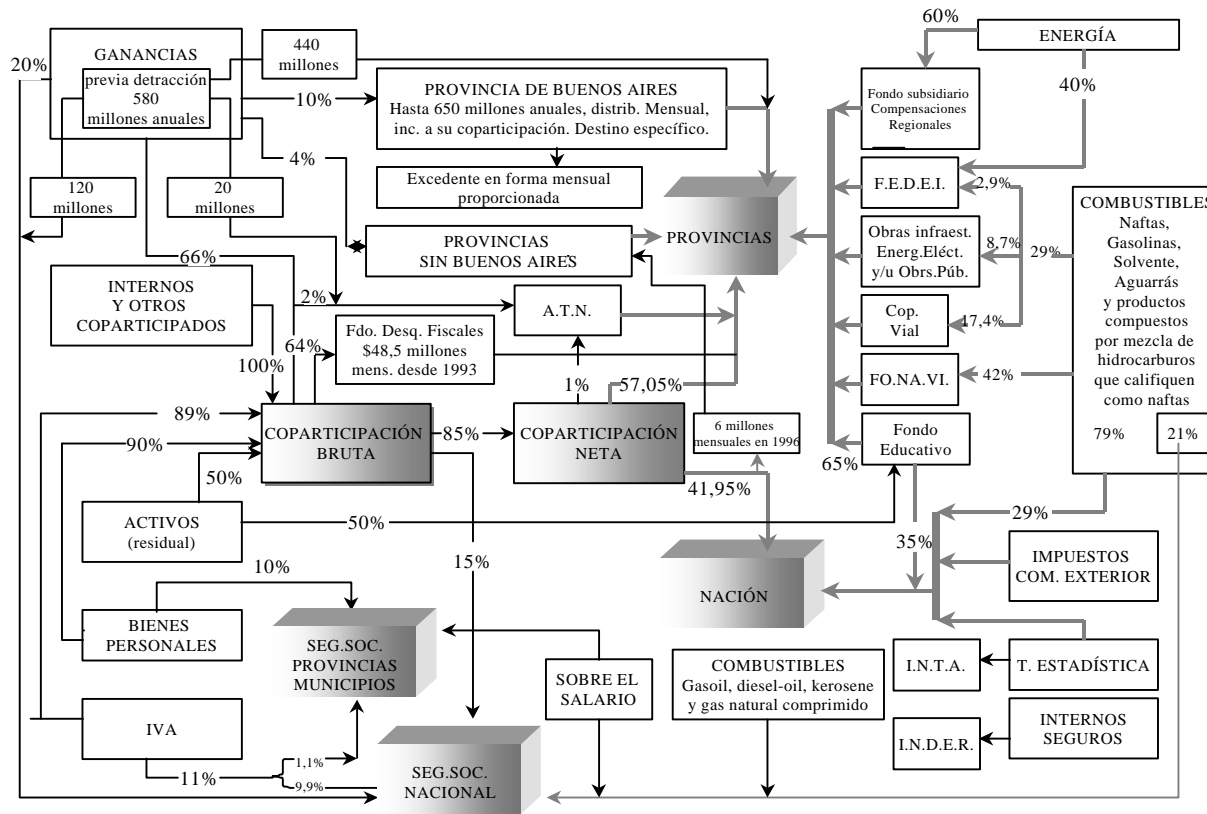 60%
ENERGÍA
440
millones
GANANCIAS
20%
previa detracción
580
millones anuales
10%
PROVINCIA DE BUENOS AIRES
Hasta 650 millones anuales, distrib. Mensual,
inc. a su coparticipación. Destino específico.
Fondo subsidiario
Compensaciones
Regionales
40%
4%
120
millones
20
millones
Excedente en forma mensual
proporcionada
F.E.D.E.I.
2,9%
COMBUSTIBLES
Naftas,
Gasolinas,
Solvente,
Aguarrás
y productos
compuestos
por mezcla de
hidrocarburos
que califiquen
como naftas
79%
21%
PROVINCIAS
PROVINCIAS
SIN BUENOS AIRES
Obras infraest.
Energ.Eléct.
y/u Obrs.Púb.
8,7%
29%
66%
INTERNOS
Y OTROS
COPARTICIPADOS
2%
A.T.N.
Cop.
Vial
17,4%
Fdo. Desq. Fiscales
$48,5 millones
mens. desde 1993
64%
100%
1%
57,05%
FO.NA.VI.
42%
89%
COPARTICIPACIÓN
BRUTA
85%
COPARTICIPACIÓN
NETA
6 millones
mensuales en 1996
Fondo
Educativo
90%
65%
50%
41,95%
ACTIVOS
(residual)
50%
29%
35%
IMPUESTOS
COM. EXTERIOR
15%
10%
NACIÓN
BIENES
PERSONALES
SEG.SOC.
PROVINCIAS
MUNICIPIOS
SOBRE EL
SALARIO
COMBUSTIBLES
Gasoil, diesel-oil, kerosene
y gas natural comprimido
I.N.T.A.
T. ESTADÍSTICA
IVA
INTERNOS
SEGUROS
I.N.D.E.R.
11%
1,1%
9,9%
SEG.SOC.
NACIONAL